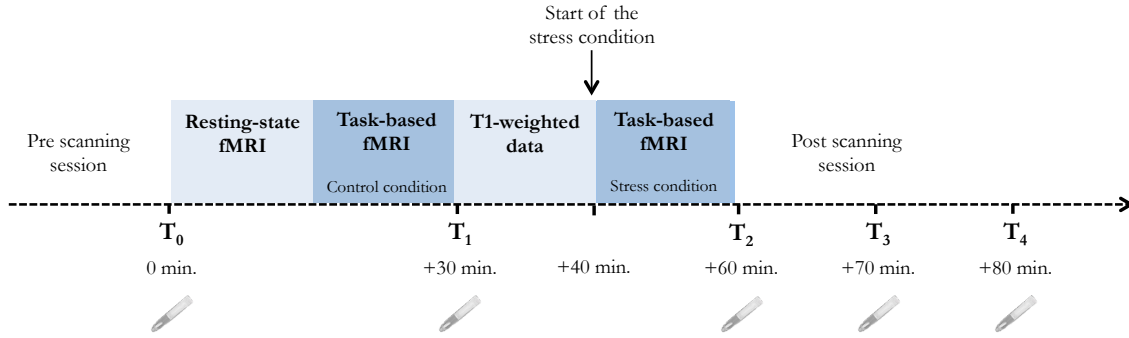 Start of the
stress condition
Pre scanning
session
Resting-state
fMRI
Task-based
fMRI
Control condition
T1-weighted
data
Task-based
fMRI
Stress condition
Post scanning
session
T0
T1
T2
T3
T4
0 min.
+30 min.
+40 min.
+60 min.
+70 min.
+80 min.